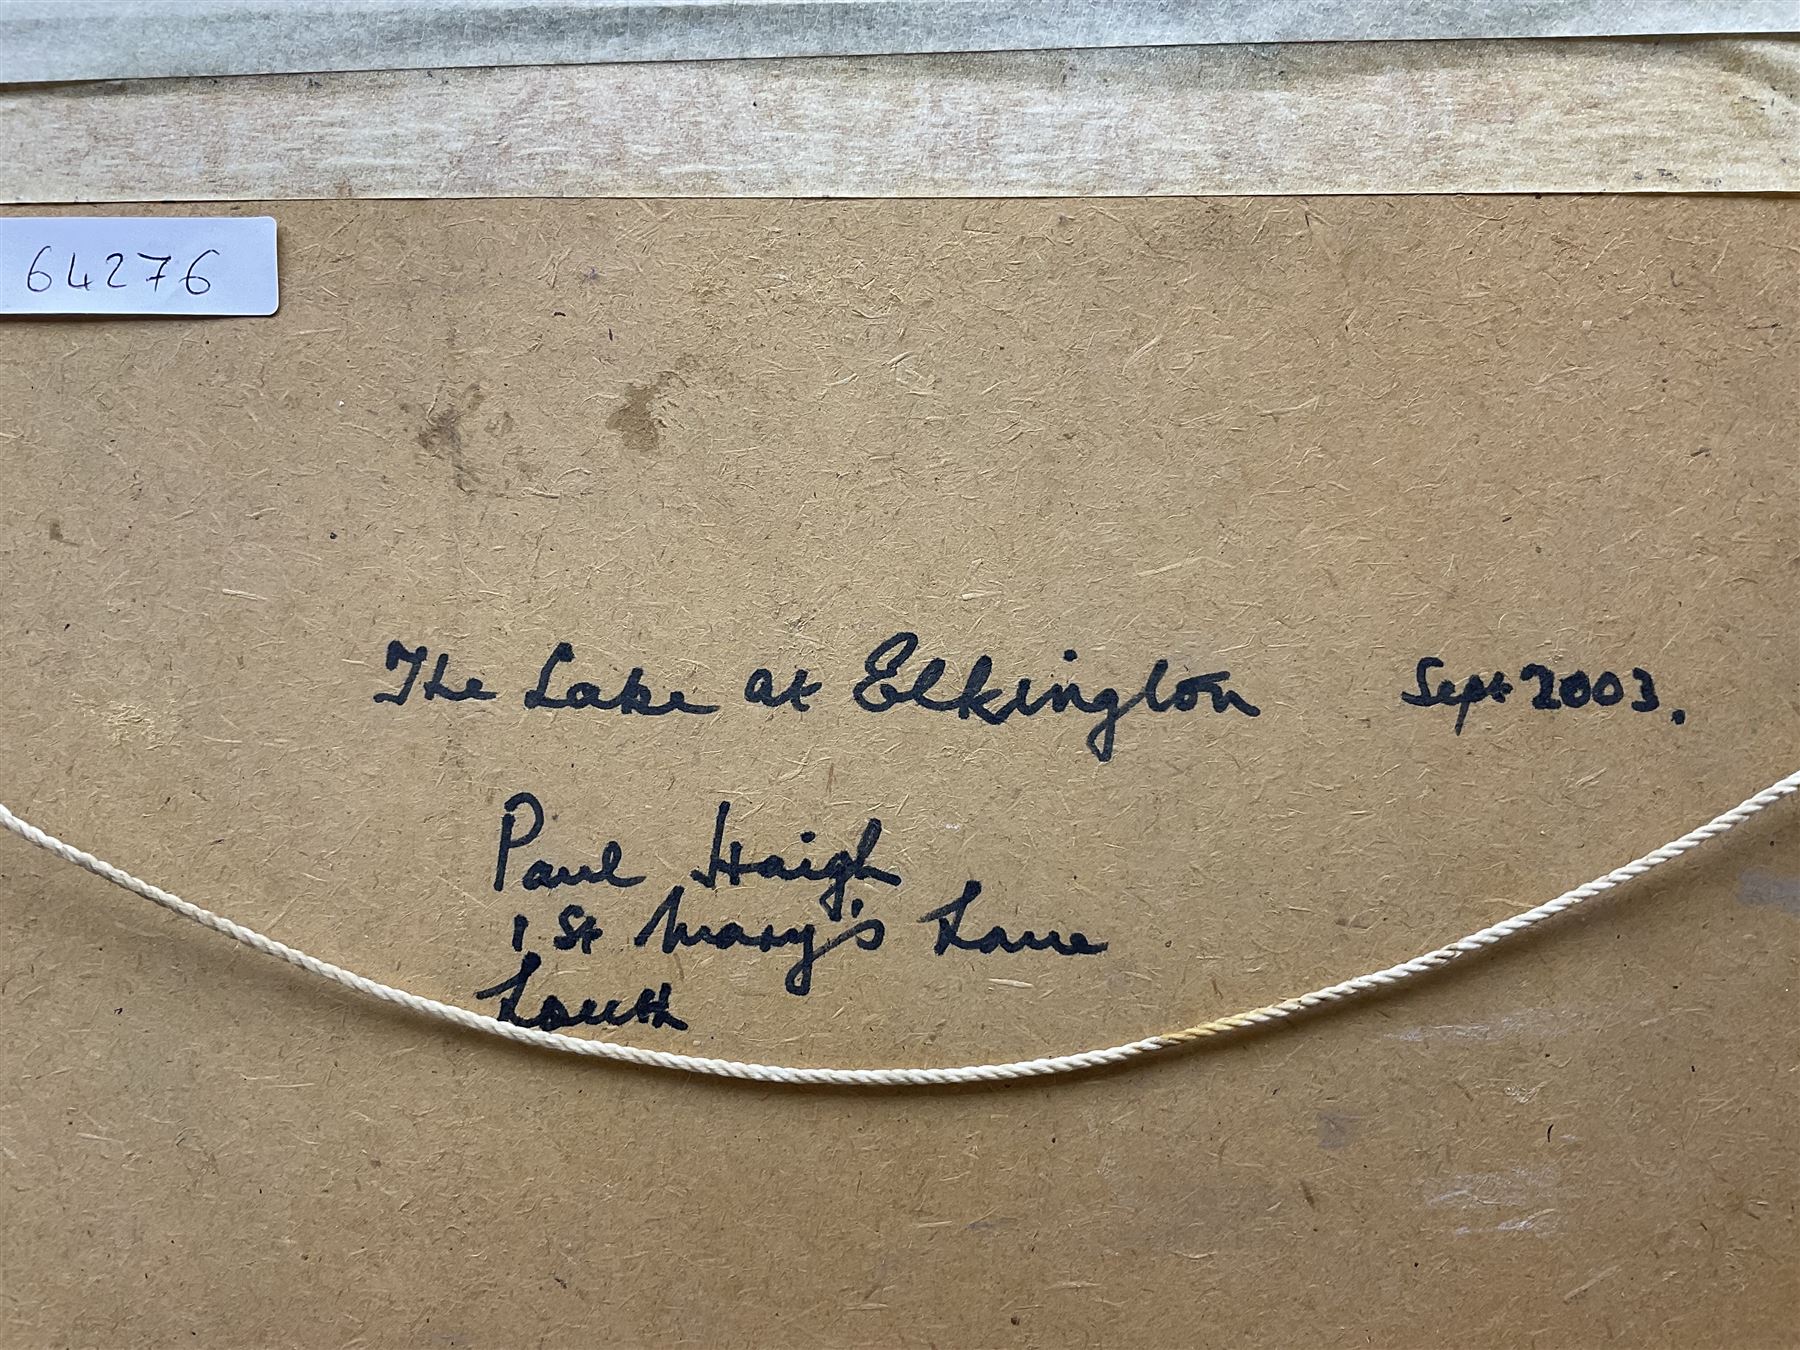 64276
The Lake at Elkington Sept 2003.
Paul Haigh
1 St Mary's Lane
Louth